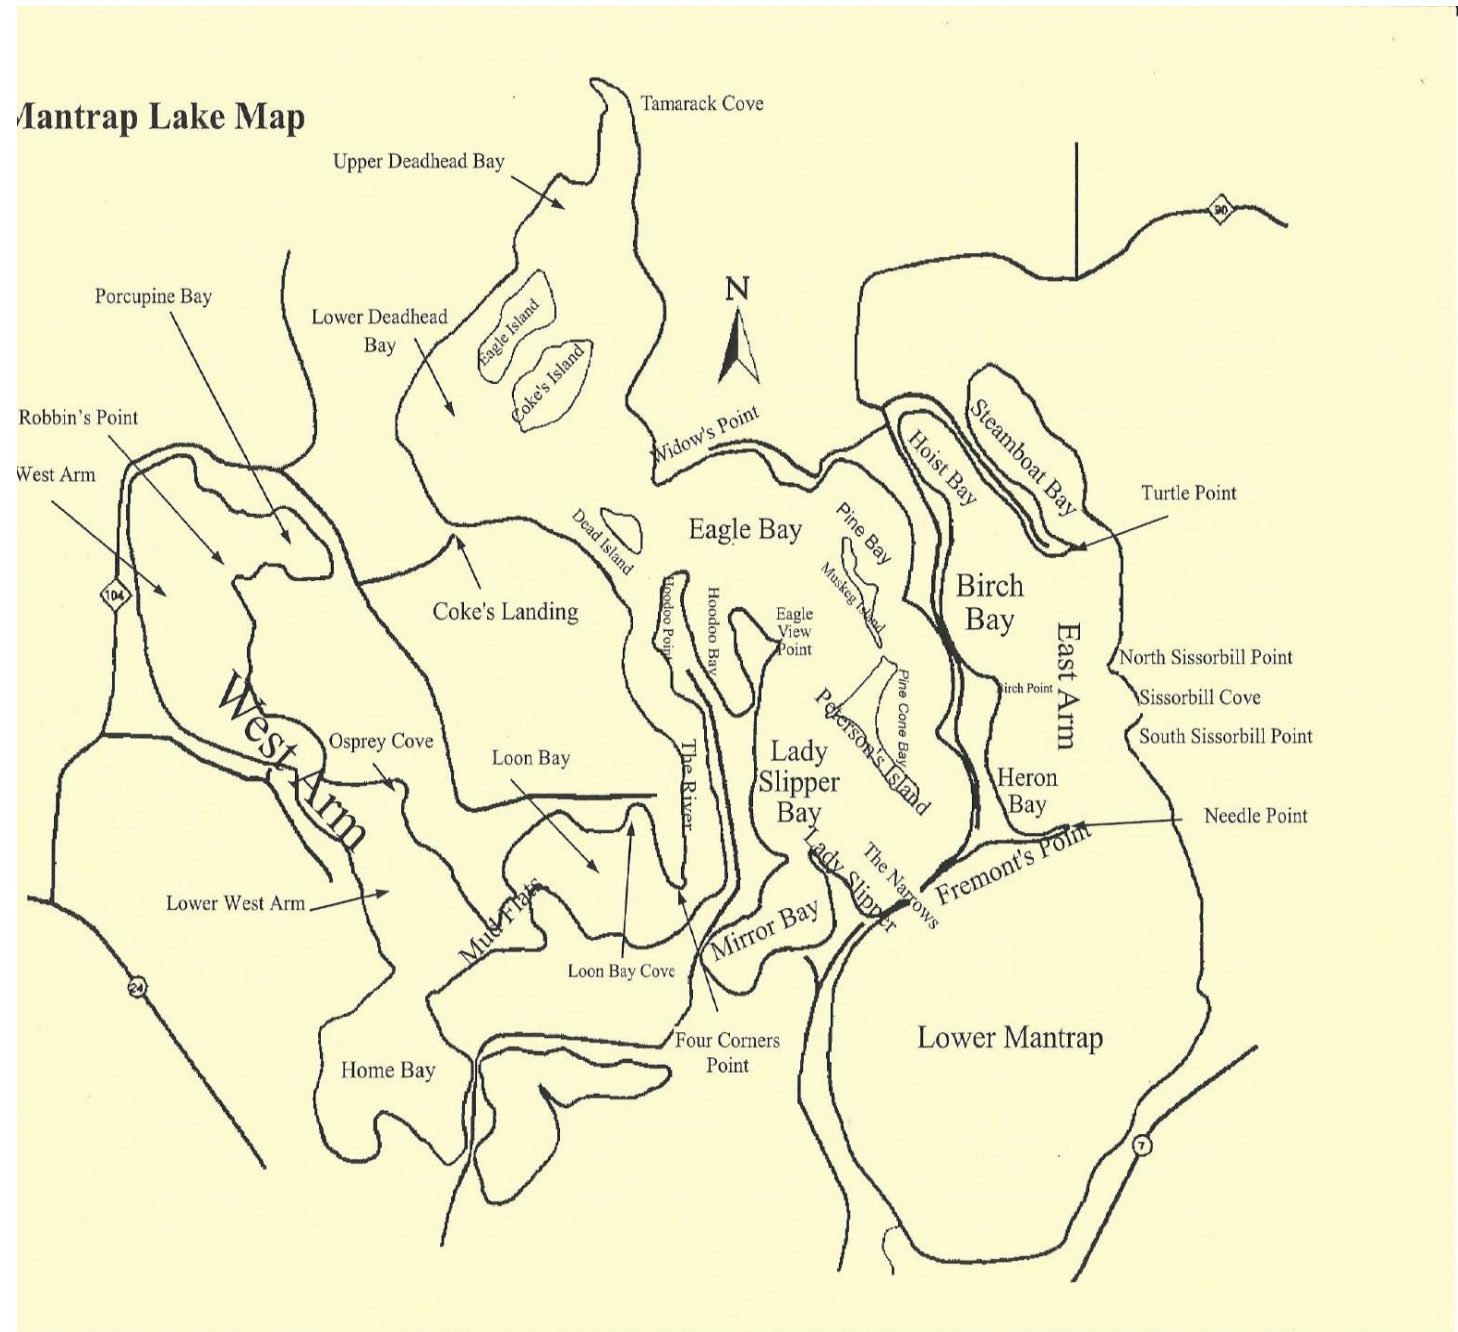 Mantrap Lake Map
Tamarack Cove
Upper Deadhead Bay
90
N
Porcupine Bay
Lower Deadhead
Bay
Eagle Island
Coke's Island
Robbin's Point
Widow's Point
Hoist Bay
Steamboat Bay
West Arm
Turtle Point
Dead Island
Eagle Bay
Pine Bay
104
Coke's Landing
Hoodoo Point
Hoodoo Bay
Eagle
View
Point
Muskeg Island
Birch
Bay
East Arm
North Sissorbill Point
Birch Point
Sissorbill Cove
South Sissorbill Point
West Arm
Osprey Cove
Loon Bay
The River
Lady
Slipper
Bay
Peterson's Island
Pine Cone Bay
Heron
Bay
Needle Point
Fremont's Point
Lady Slipper
The Narrows
Lower West Arm
Mud Flats
Mirror Bay
Loon Bay Cove
24
Four Corners
Point
Lower Mantrap
Home Bay
7